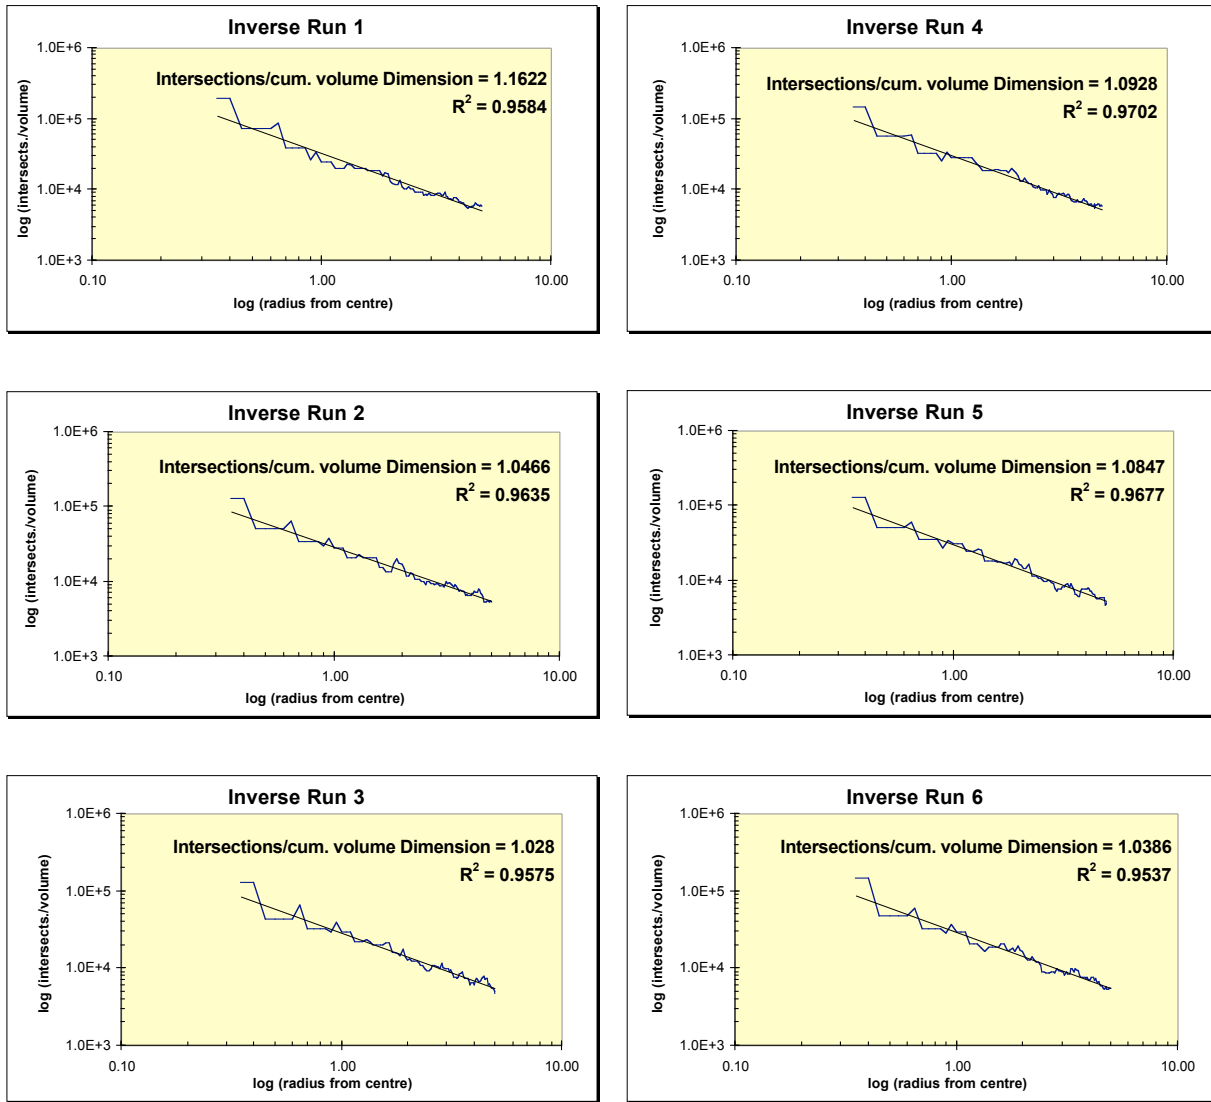 Inverse Run 1
log (intersects./volume)
1.0E+6
1.0E+5
1.0E+4
1.0E+3
Intersections/cum. volume Dimension = 1.1622
R² = 0.9584
0.10 1.00 10.00
log (radius from centre)
Inverse Run 4
log (intersects./volume)
1.0E+6
1.0E+5
1.0E+4
1.0E+3
Intersections/cum. volume Dimension = 1.0928
R² = 0.9702
0.10 1.00 10.00
log (radius from centre)
Inverse Run 2
log (intersects./volume)
1.0E+6
1.0E+5
1.0E+4
1.0E+3
Intersections/cum. volume Dimension = 1.0466
R² = 0.9635
0.10 1.00 10.00
log (radius from centre)
Inverse Run 5
log (intersects./volume)
1.0E+6
1.0E+5
1.0E+4
1.0E+3
Intersections/cum. volume Dimension = 1.0847
R² = 0.9677
0.10 1.00 10.00
log (radius from centre)
Inverse Run 3
log (intersects./volume)
1.0E+6
1.0E+5
1.0E+4
1.0E+3
Intersections/cum. volume Dimension = 1.028
R² = 0.9575
0.10 1.00 10.00
log (radius from centre)
Inverse Run 6
log (intersects./volume)
1.0E+6
1.0E+5
1.0E+4
1.0E+3
Intersections/cum. volume Dimension = 1.0386
R² = 0.9537
0.10 1.00 10.00
log (radius from centre)